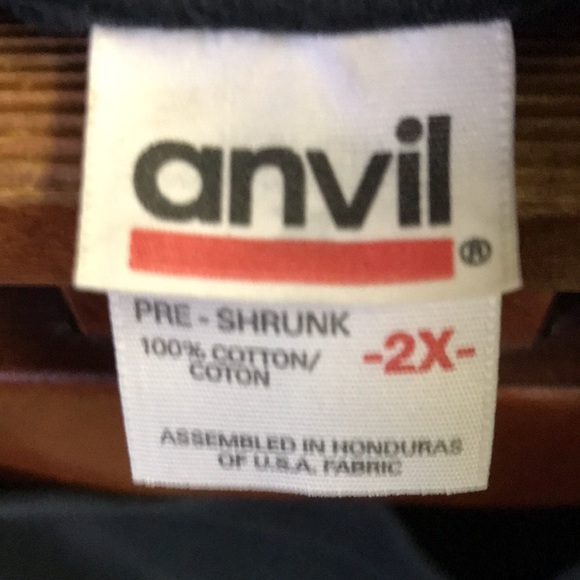 anvil®
PRE-SHRUNK
100% COTTON/
COTON
-2X-
ASSEMBLED IN HONDURAS
OF U.S.A. FABRIC